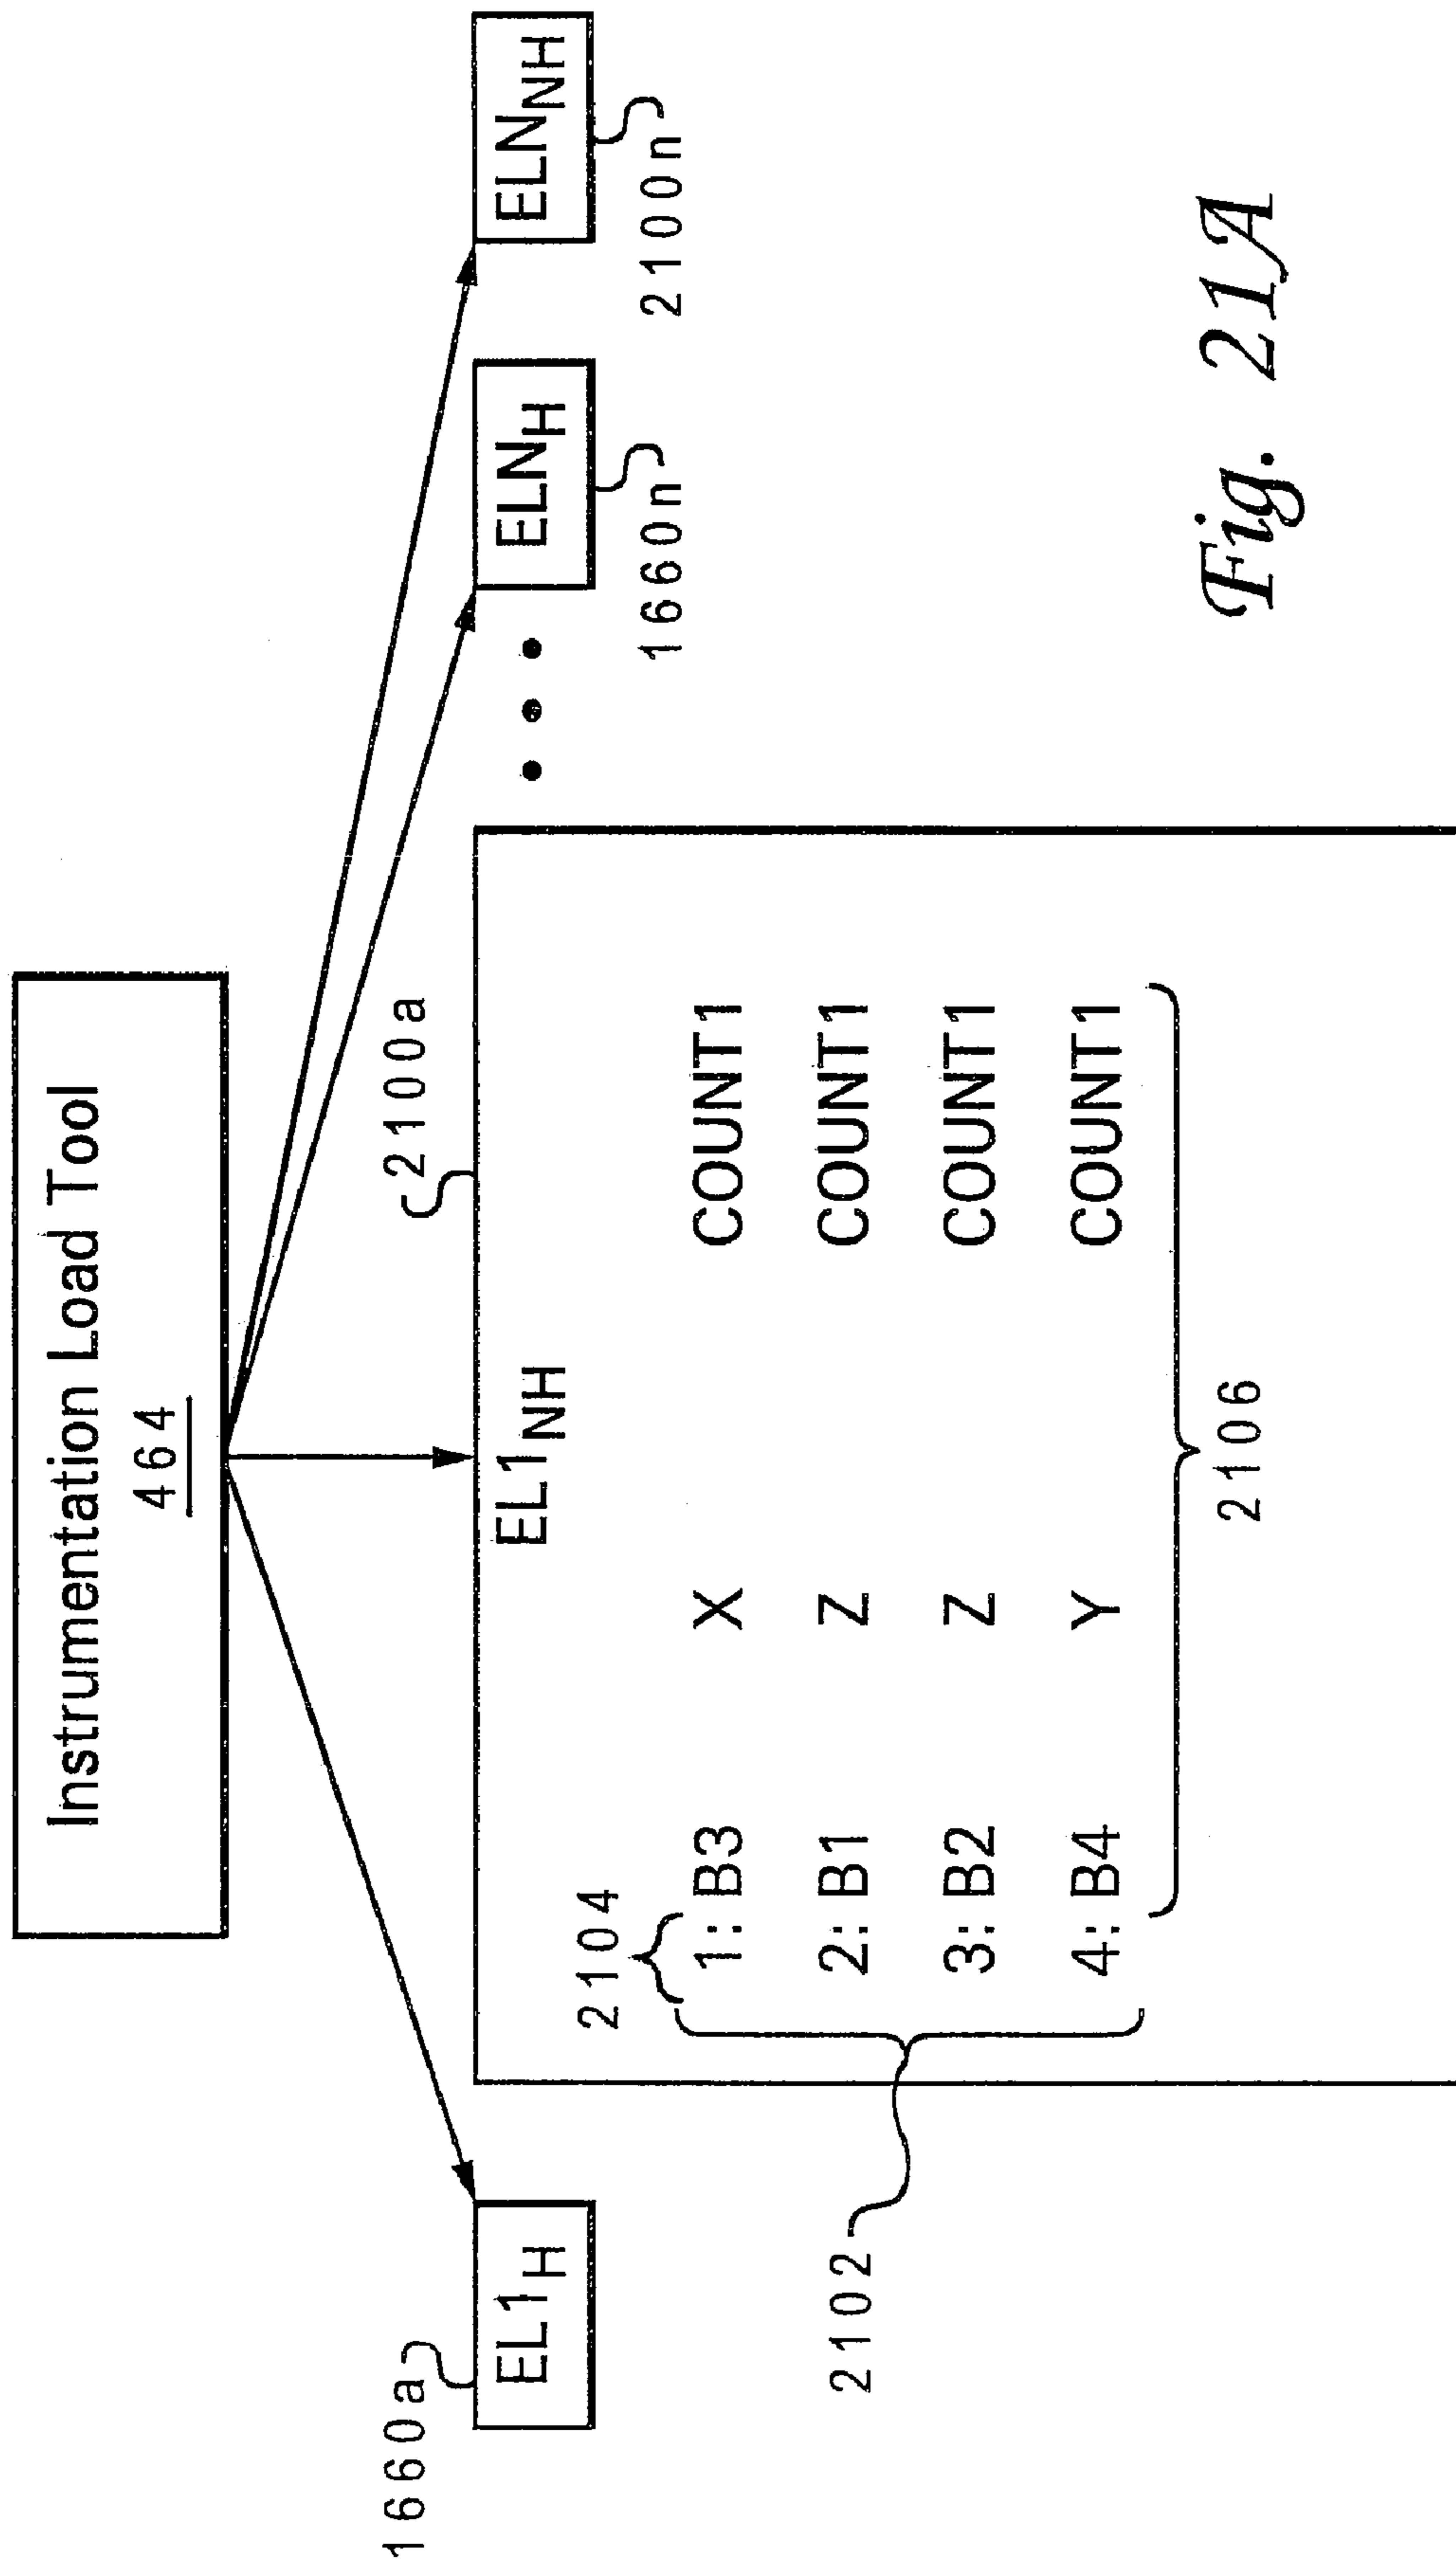 Instrumentation Load Tool
464
1660a
2100a
EL1H
EL1NH
ELNH
ELNNH
1660n
2100n
2104
1: B3 X COUNT1
2: B1 Z COUNT1
3: B2 Z COUNT1
4: B4 Y COUNT1
2102
2106
Fig. 21A